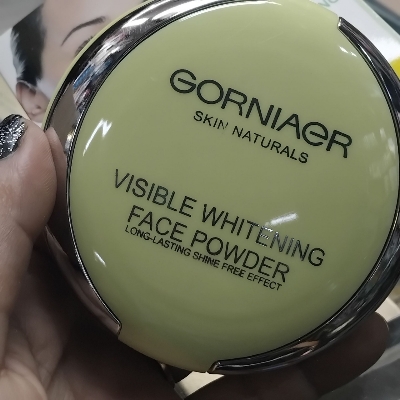 GORNIAER
SKIN NATURALS
VISIBLE WHITENING
FACE POWDER
LONG-LASTING SHINE FREE EFFECT